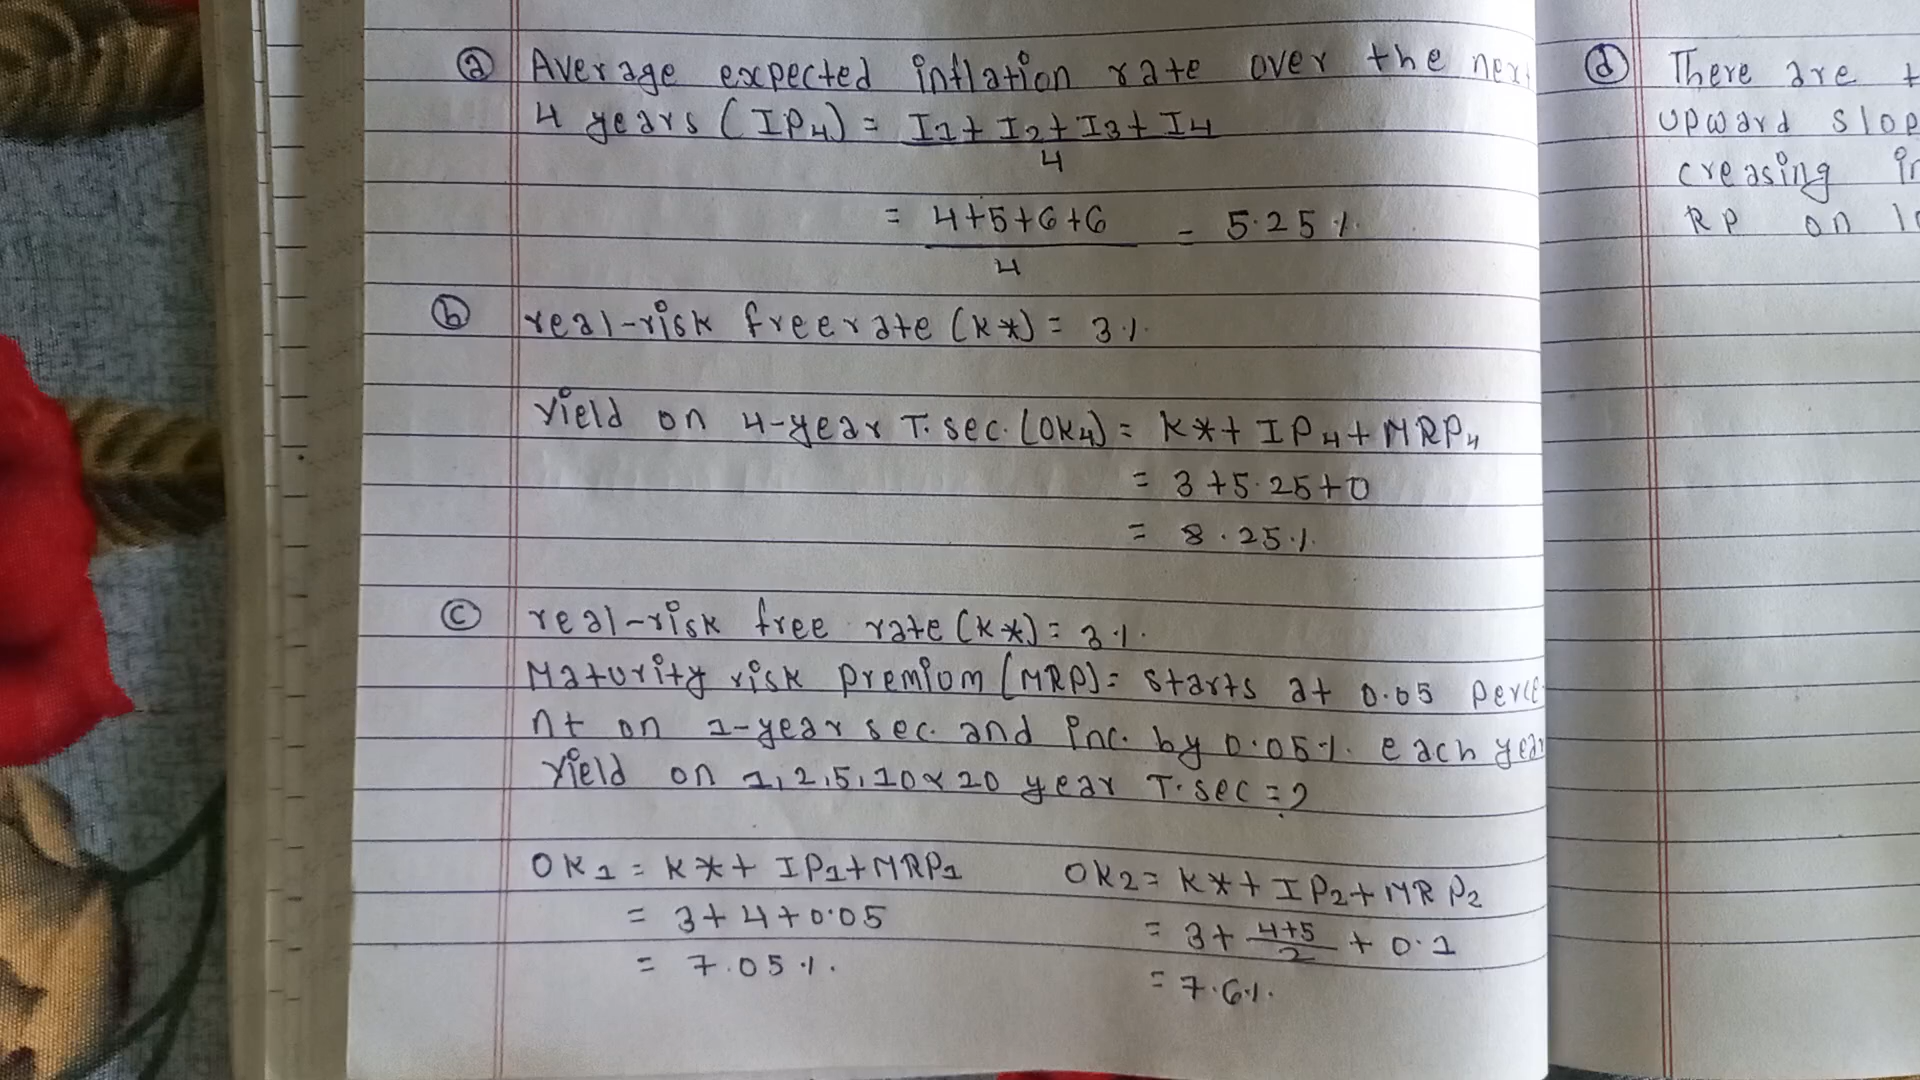 ⓐ Average expected inflation rate over the nex
4 years (IP4) = I1 + I2 + I3 + I4
4
= 4+5+6+6 = 5.25 %
4
ⓑ real-risk free rate (K*) = 3%
Yield on 4-year T. sec. (OK4) = K* + IP4 + MRP4
= 3 + 5.25 + 0
= 8.25%
ⓒ real-risk free rate (K*) = 3%.
Maturity risk premium (MRP) = starts at 0.05 perce
nt on 1-year sec. and inc. by 0.05%. each year
Yield on 1, 2, 5, 10 & 20 year T. sec = ?
OK1 = K* + IP1 + MRP1
= 3 + 4 + 0.05
= 7.05 %.
OK2 = K* + IP2 + MRP2
= 3 + 4+5 + 0.1
2
= 7.6%.
ⓓ There are t
upward slop
creasing in
RP on lo